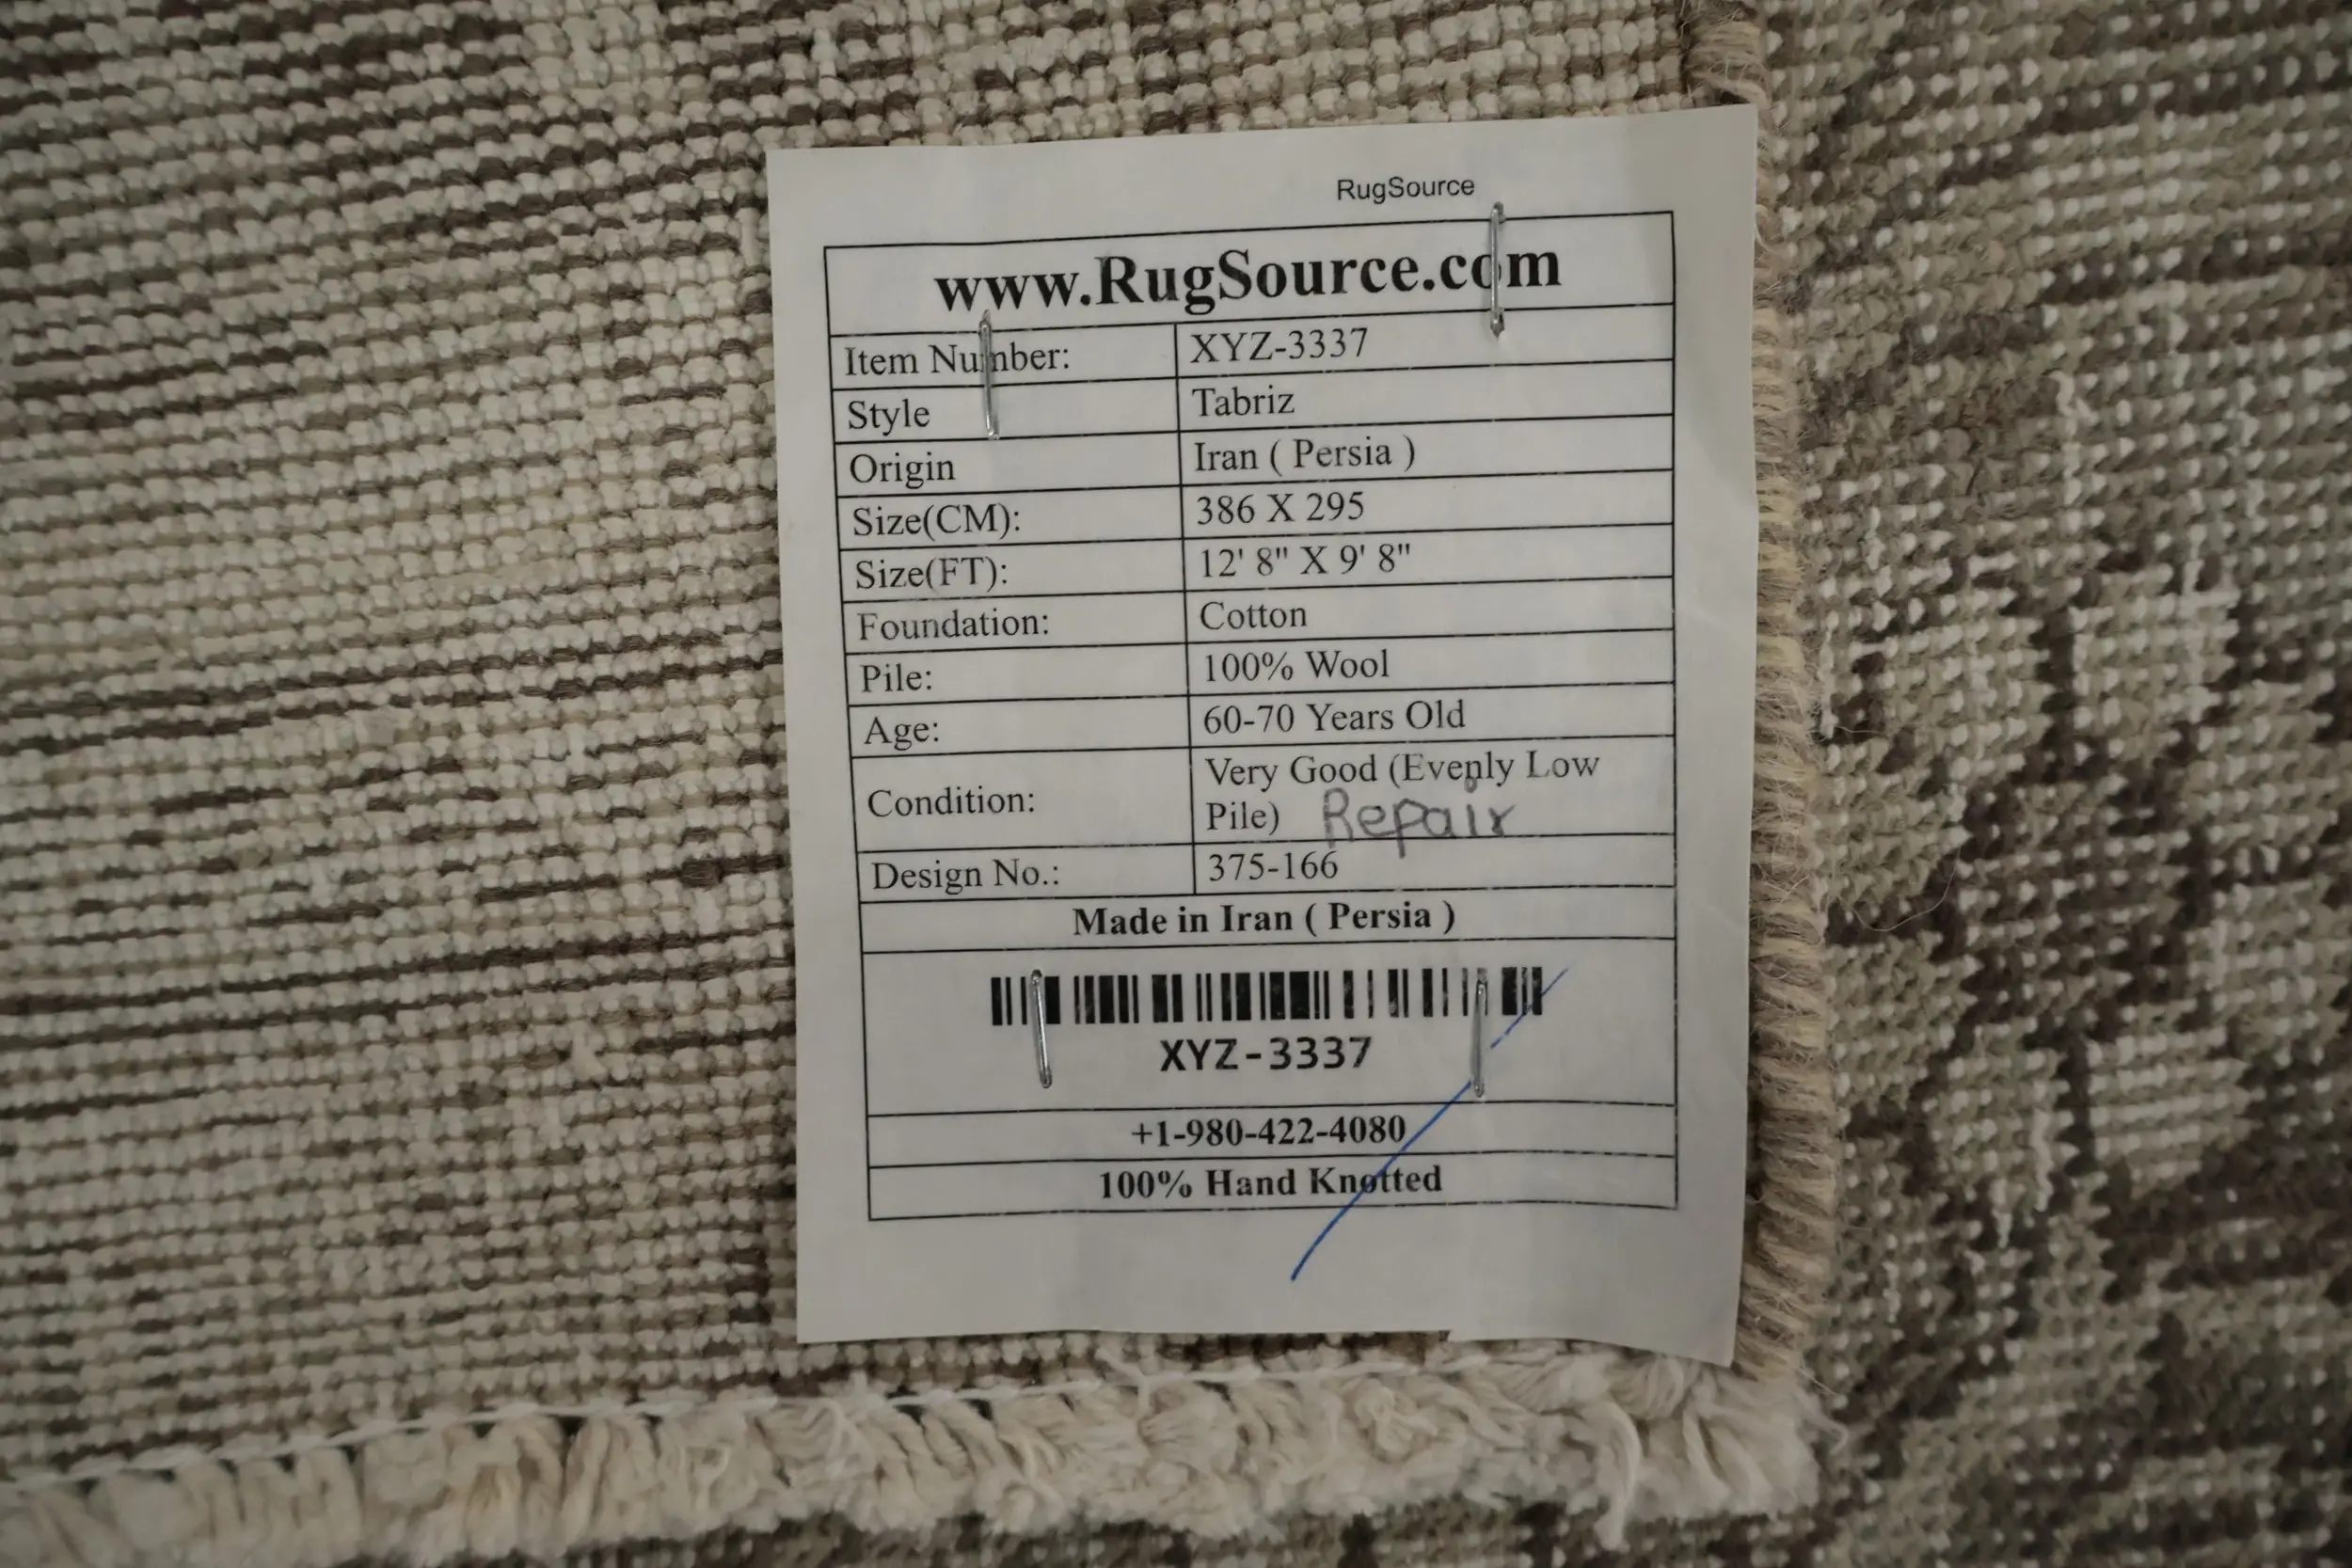 RugSource
www.RugSource.com
Item Number: XYZ-3337
Style Tabriz
Origin Iran ( Persia )
Size(CM): 386 X 295
Size(FT): 12' 8" X 9' 8"
Foundation: Cotton
Pile: 100% Wool
Age: 60-70 Years Old
Condition: Very Good (Evenly Low
Pile) Repair
Design No.: 375-166
Made in Iran ( Persia )
XYZ-3337
+1-980-422-4080
100% Hand Knotted